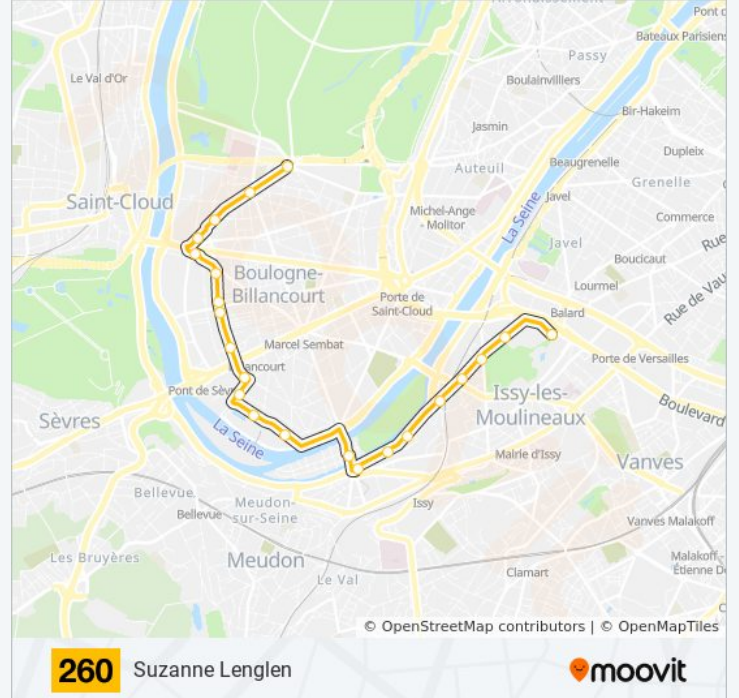 Pont d
Bateaux Parisiens
Passy
Le Val d'Or
Boulainvilliers
Bir-Hakeim
Jasmin
Dupleix
Beaugrenelle
Auteuil
Grenelle
Saint-Cloud
Javel
Michel-Ange
- Molitor
Commerce
La Seine
Rue
Javel
Boucicaut
Boulogne-
Billancourt
Lourmel
Rue de Vau
Porte de
Saint-Cloud
Balard
Marcel Sembat
Porte de Versailles
ancourt
Pont de Sèv
Issy-les-
Moulineaux
Boulevard
Sèvres
La Seine
Mairie d'Issy
Vanves
Bellevue
Meudon-
sur-Seine
Issy
Bellevue
Vanves Malakoff
Les Bruyères
Meudon
Malakoff -
Étienne D
Le Val
Clamart
© OpenStreetMap contributors | © OpenMapTiles
260
Suzanne Lenglen
moovit